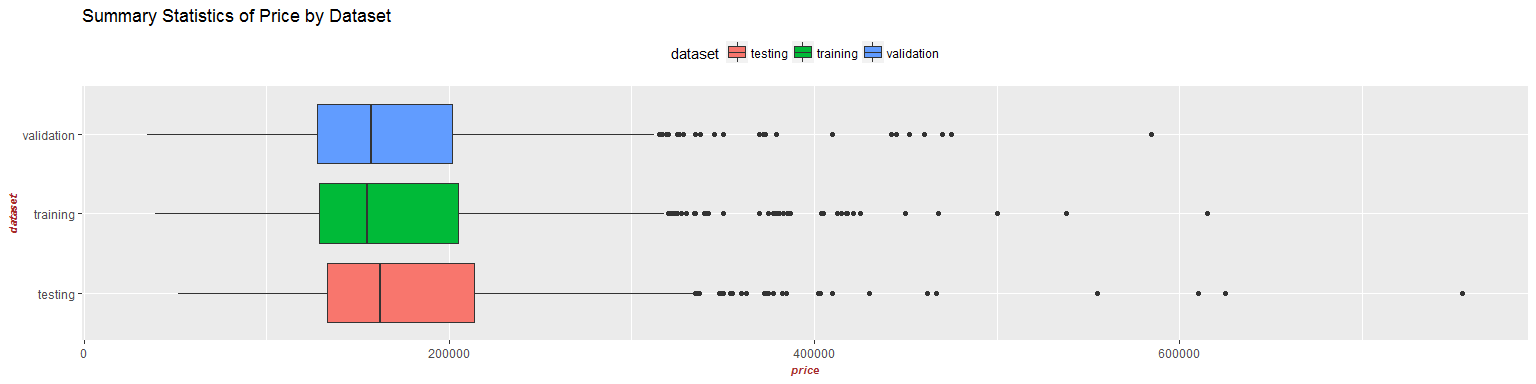 Summary Statistics of Price by Dataset
dataset testing training validation
validation
training
testing
dataset
0 200000 400000 600000
price